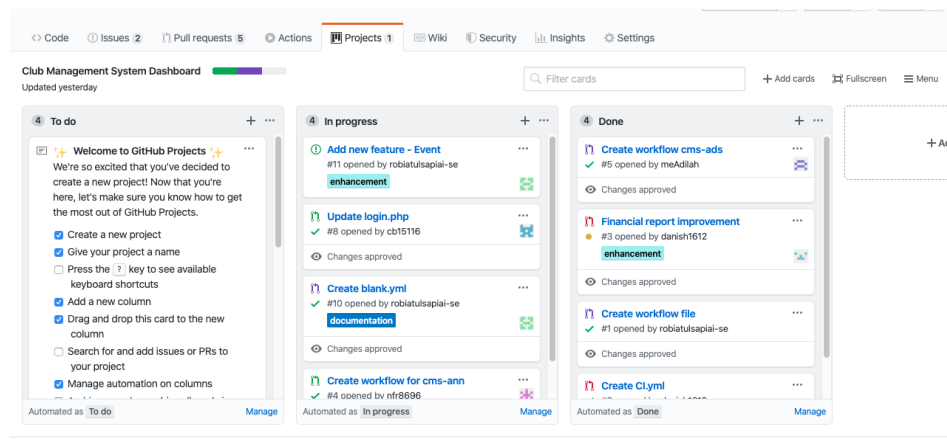 Code Issues 2 Pull requests 5 Actions Projects 1 Wiki Security Insights Settings
Club Management System Dashboard
Updated yesterday
Filter cards
Add cards Fullscreen Menu
4 To do
✨ Welcome to GitHub Projects ✨
We're so excited that you've decided to
create a new project! Now that you're
here, let's make sure you know how to get
the most out of GitHub Projects.
Create a new project
Give your project a name
Press the ? key to see available
keyboard shortcuts
Add a new column
Drag and drop this card to the new
column
Search for and add issues or PRs to
your project
Manage automation on columns
Automated as To do Manage
4 In progress
Add new feature - Event
#11 opened by robiatulsapiai-se
enhancement
Update login.php
#8 opened by cb15116
Changes approved
Create blank.yml
#10 opened by robiatulsapiai-se
documentation
Changes approved
Create workflow for cms-ann
#4 opened by nfr8696
Automated as In progress Manage
4 Done
Create workflow cms-ads
#5 opened by meAdilah
Changes approved
Financial report improvement
#3 opened by danish1612
enhancement
Changes approved
Create workflow file
#1 opened by robiatulsapiai-se
Changes approved
Create CI.yml
Automated as Done Manage